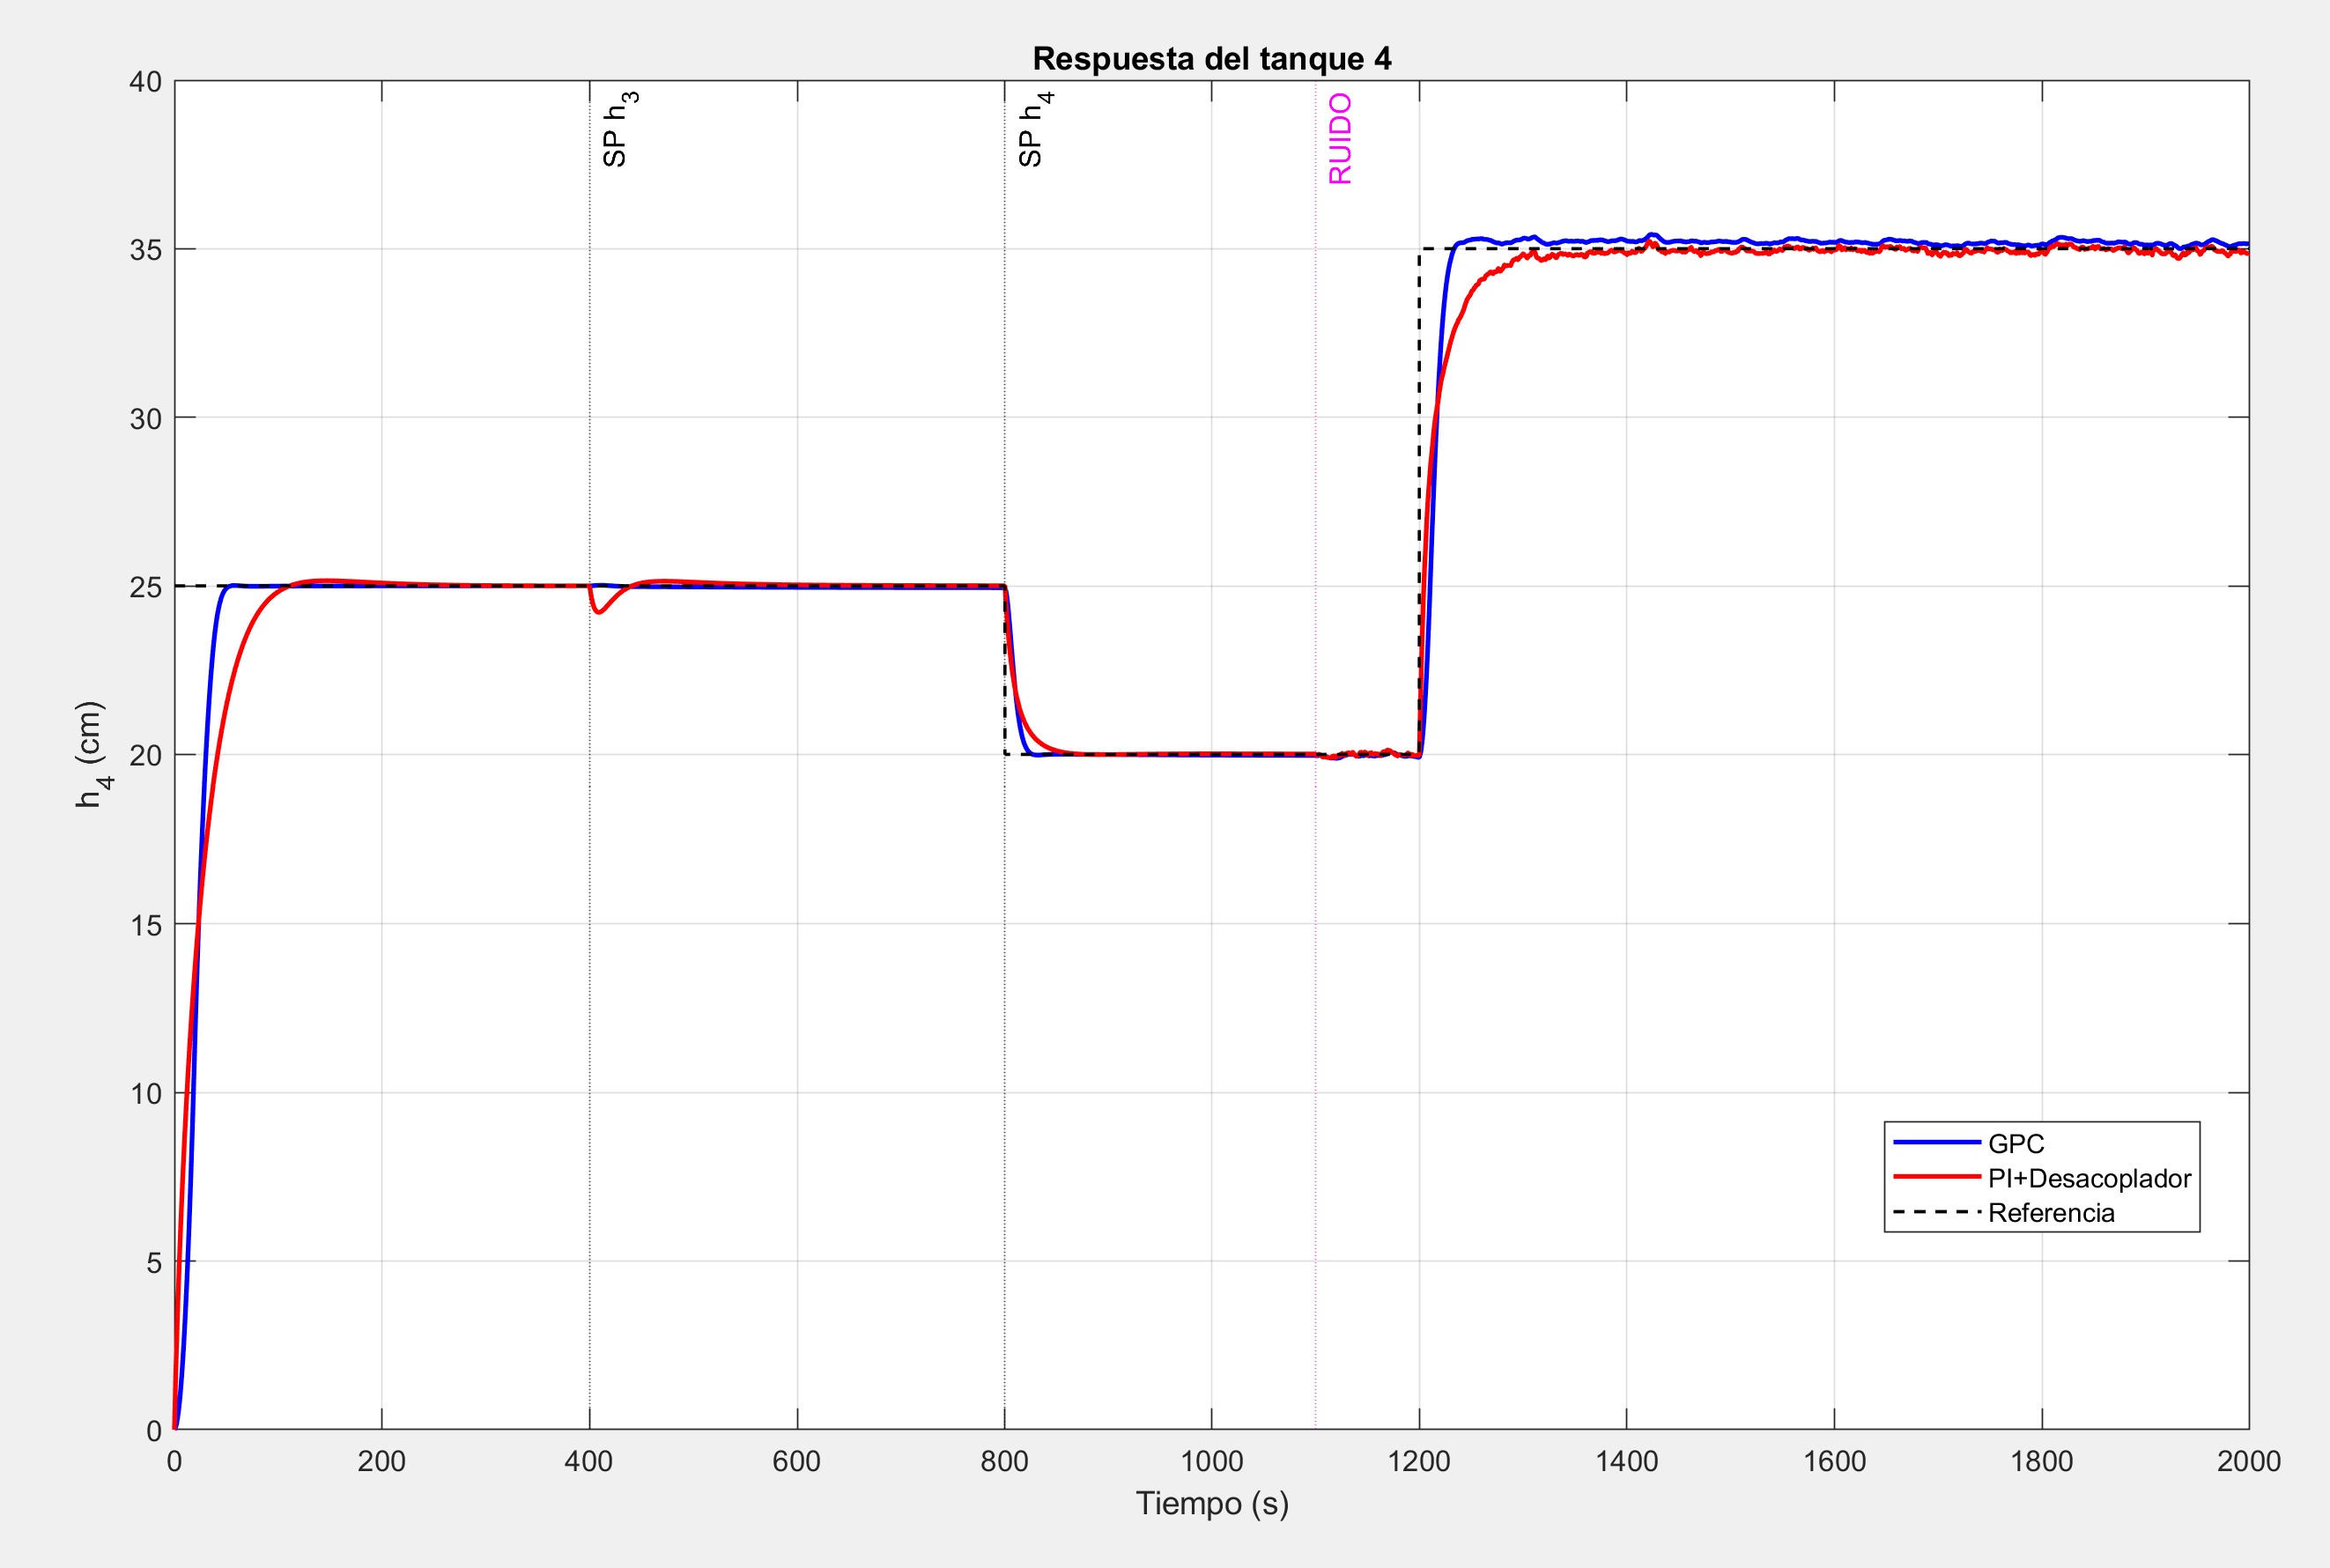 Respuesta del tanque 4
40
35
30
25
20
15
10
5
0
h4 (cm)
SP h3
SP h4
RUIDO
GPC
PI+Desacoplador
Referencia
0 200 400 600 800 1000 1200 1400 1600 1800 2000
Tiempo (s)